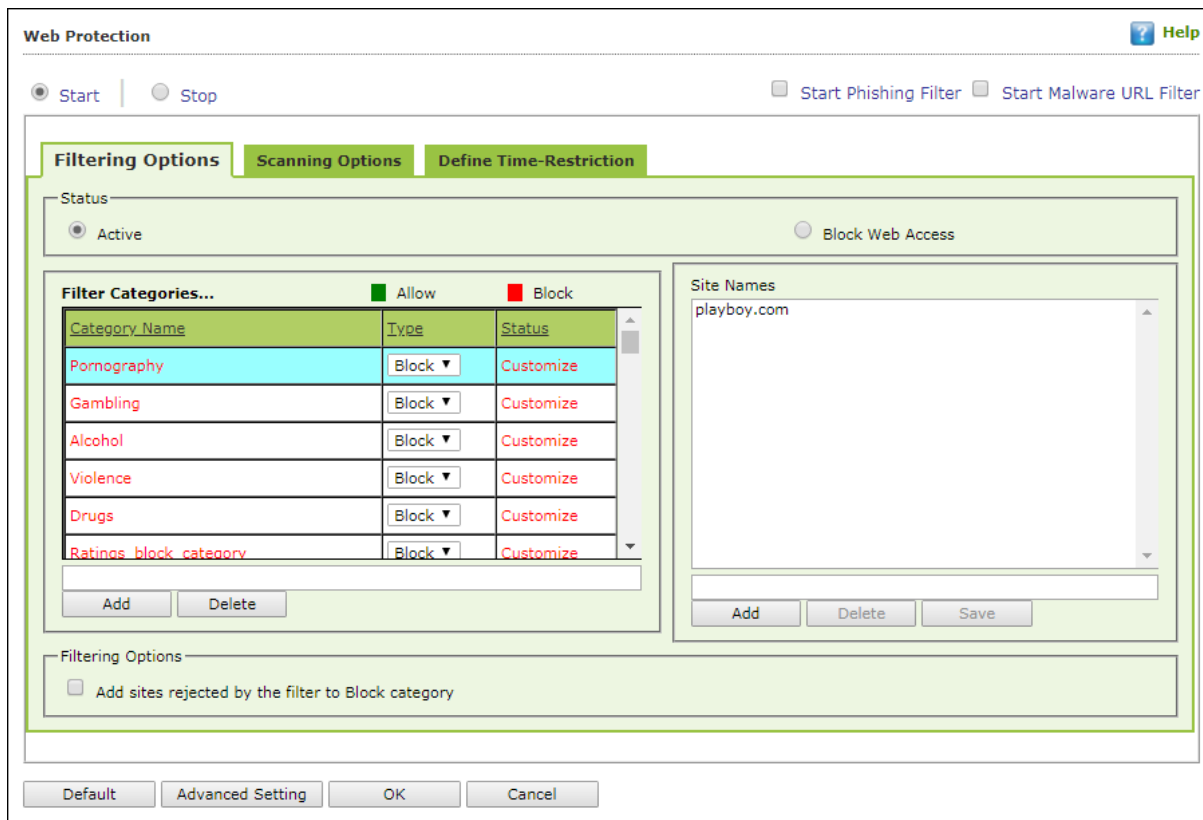 Web Protection
? Help
Start
Stop
Start Phishing Filter
Start Malware URL Filter
Filtering Options
Scanning Options
Define Time-Restriction
Status
Active
Block Web Access
Filter Categories...
Allow
Block
Category Name Type Status
Pornography Block Customize
Gambling Block Customize
Alcohol Block Customize
Violence Block Customize
Drugs Block Customize
Ratings_block_category Block Customize
Add
Delete
Site Names
playboy.com
Add
Delete
Save
Filtering Options
Add sites rejected by the filter to Block category
Default
Advanced Setting
OK
Cancel